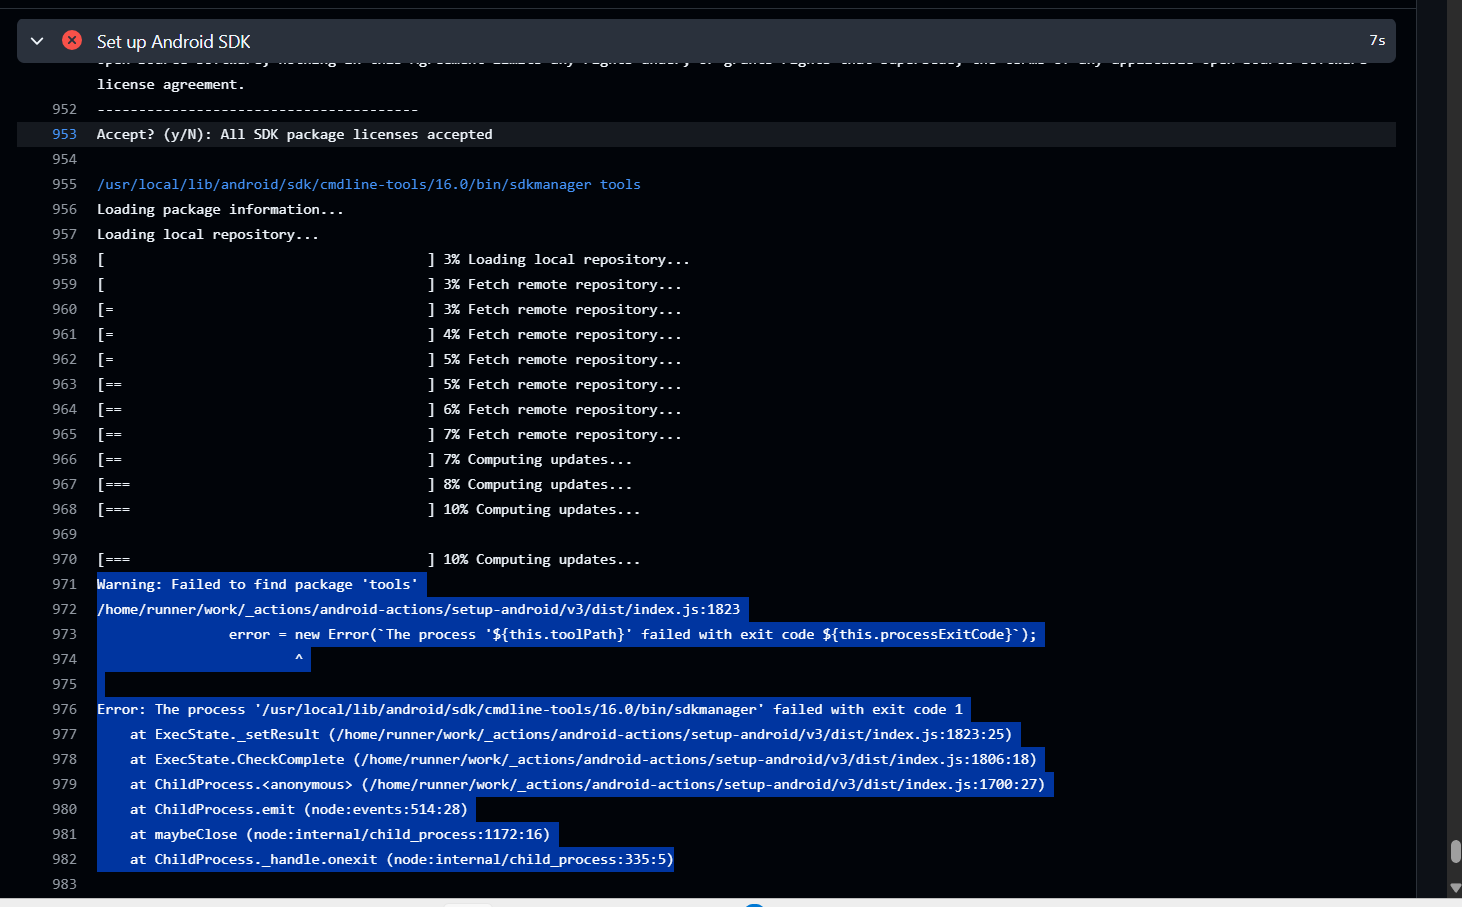 Set up Android SDK 7s
license agreement.
952 ---------------------------------------
953 Accept? (y/N): All SDK package licenses accepted
954
955 /usr/local/lib/android/sdk/cmdline-tools/16.0/bin/sdkmanager tools
956 Loading package information...
957 Loading local repository...
958 [                                       ] 3% Loading local repository...
959 [                                       ] 3% Fetch remote repository...
960 [=                                      ] 3% Fetch remote repository...
961 [=                                      ] 4% Fetch remote repository...
962 [=                                      ] 5% Fetch remote repository...
963 [==                                     ] 5% Fetch remote repository...
964 [==                                     ] 6% Fetch remote repository...
965 [==                                     ] 7% Fetch remote repository...
966 [==                                     ] 7% Computing updates...
967 [===                                    ] 8% Computing updates...
968 [===                                    ] 10% Computing updates...
969
970 [===                                    ] 10% Computing updates...
971 Warning: Failed to find package 'tools'
972 /home/runner/work/_actions/android-actions/setup-android/v3/dist/index.js:1823
973                 error = new Error(`The process '${this.toolPath}' failed with exit code ${this.processExitCode}`);
974                         ^
975
976 Error: The process '/usr/local/lib/android/sdk/cmdline-tools/16.0/bin/sdkmanager' failed with exit code 1
977     at ExecState._setResult (/home/runner/work/_actions/android-actions/setup-android/v3/dist/index.js:1823:25)
978     at ExecState.CheckComplete (/home/runner/work/_actions/android-actions/setup-android/v3/dist/index.js:1806:18)
979     at ChildProcess.<anonymous> (/home/runner/work/_actions/android-actions/setup-android/v3/dist/index.js:1700:27)
980     at ChildProcess.emit (node:events:514:28)
981     at maybeClose (node:internal/child_process:1172:16)
982     at ChildProcess._handle.onexit (node:internal/child_process:335:5)
983